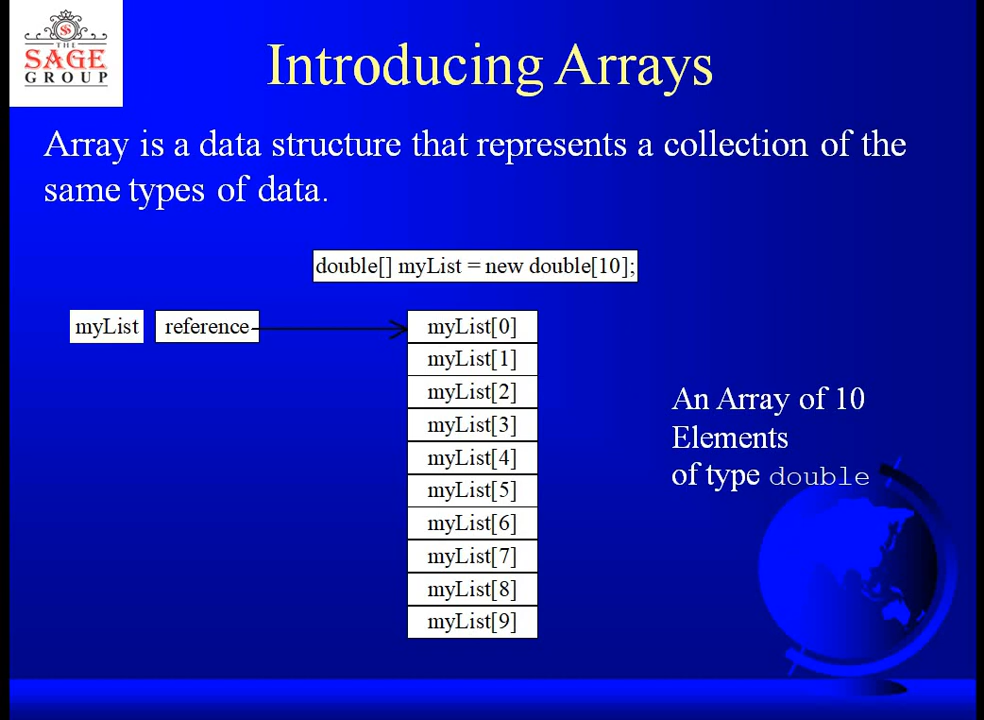 THE
SAGE
GROUP
Introducing Arrays
Array is a data structure that represents a collection of the
same types of data.
double[] myList = new double[10];
myList reference
myList[0]
myList[1]
myList[2]
myList[3]
myList[4]
myList[5]
myList[6]
myList[7]
myList[8]
myList[9]
An Array of 10
Elements
of type double